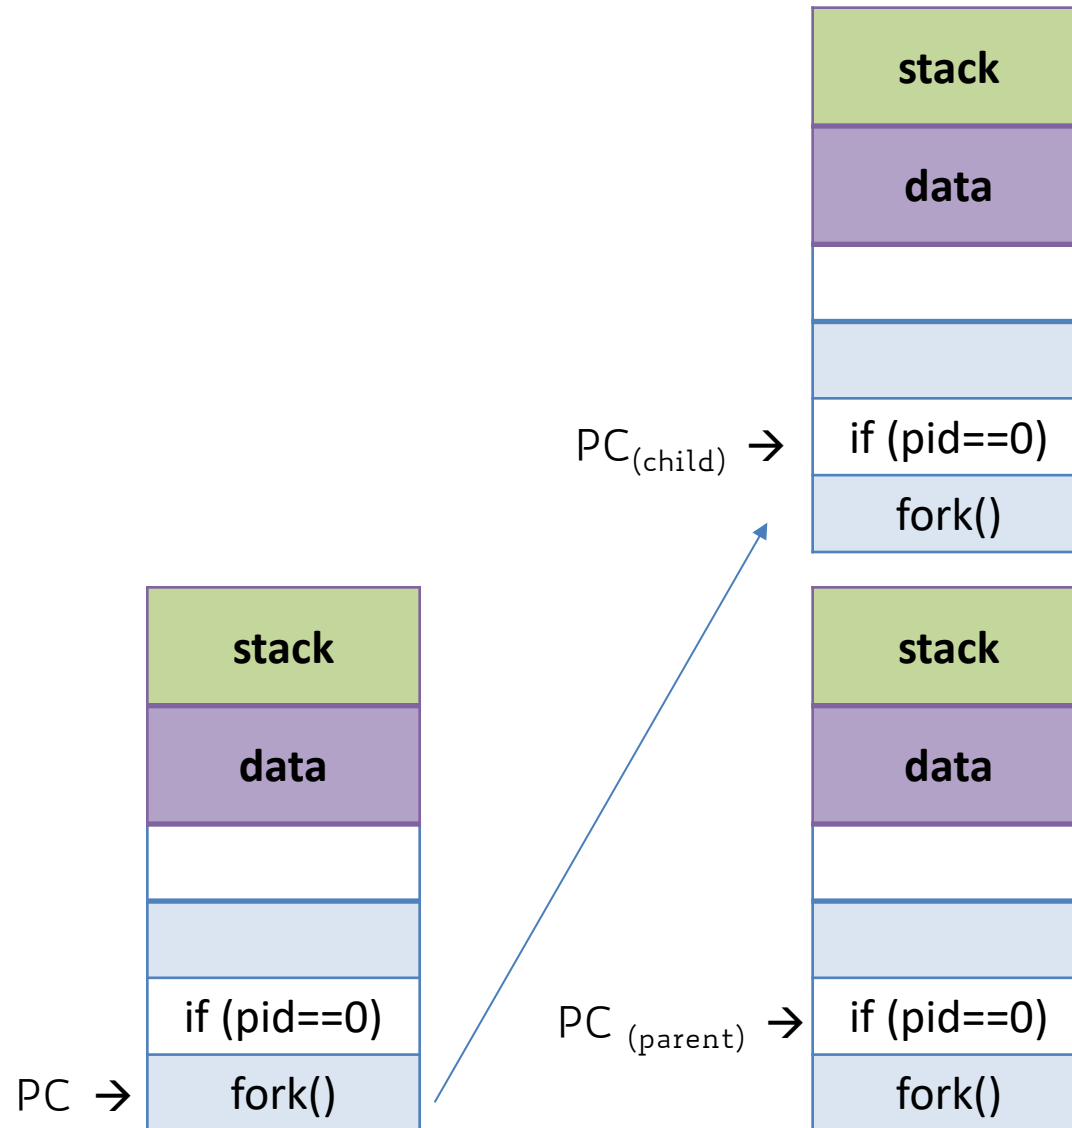 stack
data
PC(child) → if (pid==0)
fork()
stack
data
if (pid==0)
PC → fork()
stack
data
PC (parent) → if (pid==0)
fork()